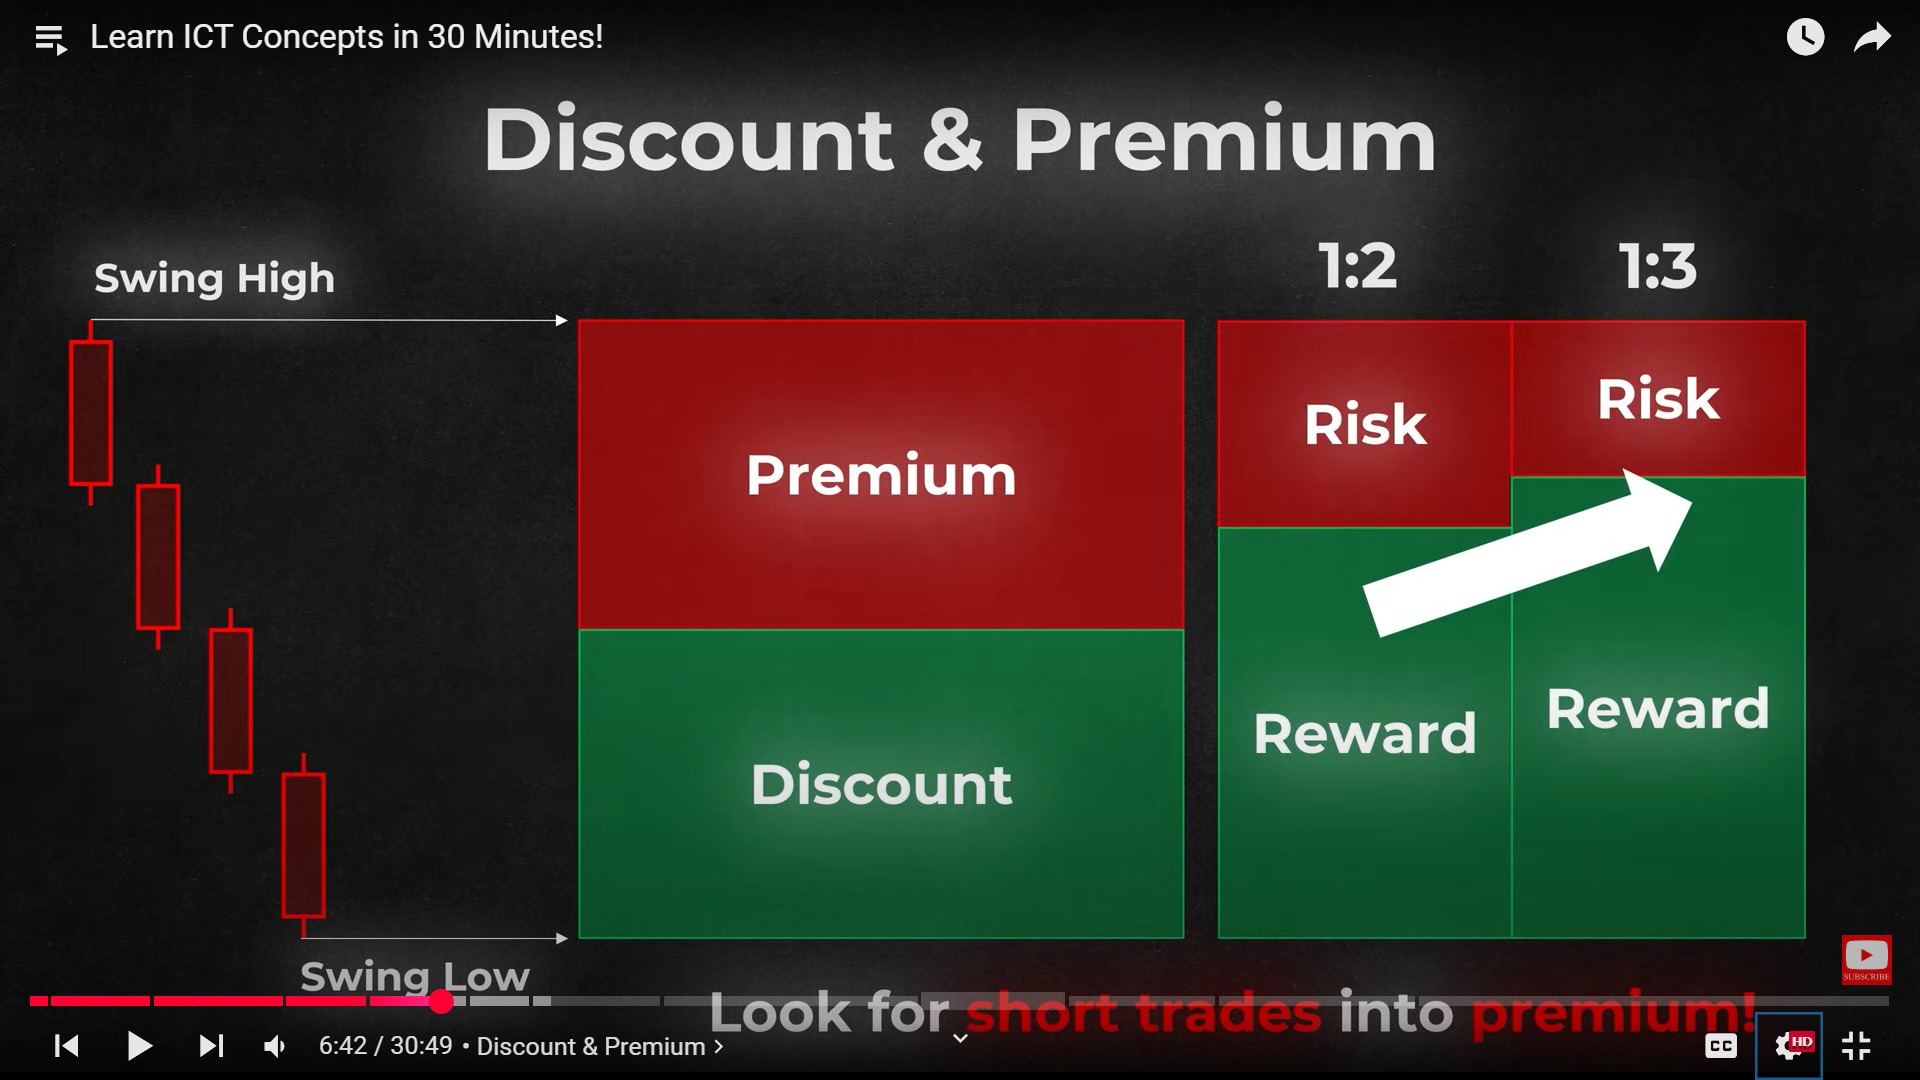 Learn ICT Concepts in 30 Minutes!
Discount & Premium
Swing High
1:2
1:3
Premium
Risk
Risk
Discount
Reward
Reward
Swing Low
SUBSCRIBE
Look for short trades into premium!
6:42 / 30:49 • Discount & Premium
CC
HD